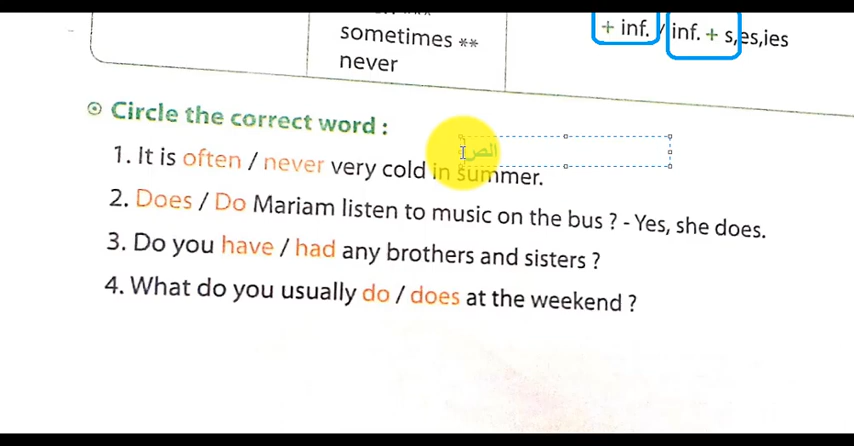 sometimes **
+ inf. / inf. + s,es,ies
never
Circle the correct word :
الص
1. It is often / never very cold in summer.
2. Does / Do Mariam listen to music on the bus ? - Yes, she does.
3. Do you have / had any brothers and sisters ?
4. What do you usually do / does at the weekend ?